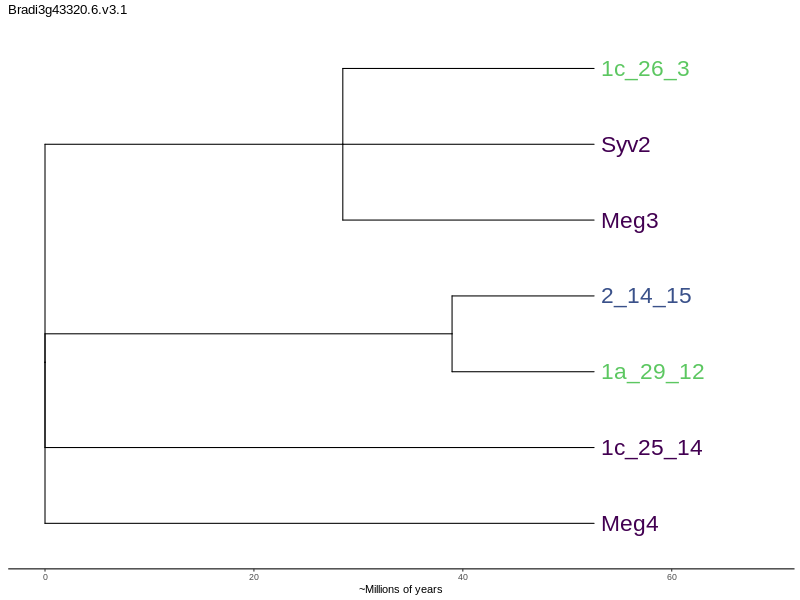 Bradi3g43320.6.v3.1
1c_26_3
Syv2
Meg3
2_14_15
1a_29_12
1c_25_14
Meg4
0 20 40 60
~Millions of years